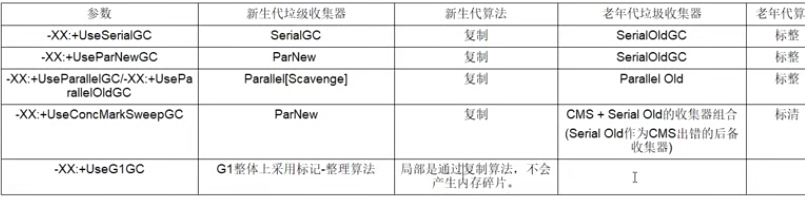 参数 新生代垃圾收集器 新生代算法 老年代垃圾收集器 老年代算
-XX:+UseSerialGC SerialGC 复制 SerialOldGC 标整
-XX:+UseParNewGC ParNew 复制 SerialOldGC 标整
-XX:+UseParallelGC/-XX:+UsePa
rallelOldGC Parallel[Scavenge] 复制 Parallel Old 标整
-XX:+UseConcMarkSweepGC ParNew 复制 CMS + Serial Old的收集器组合 标清
(Serial Old作为CMS出错的后备
收集器)
-XX:+UseG1GC G1整体上采用标记-整理算法 局部是通过复制算法，不会
产生内存碎片。